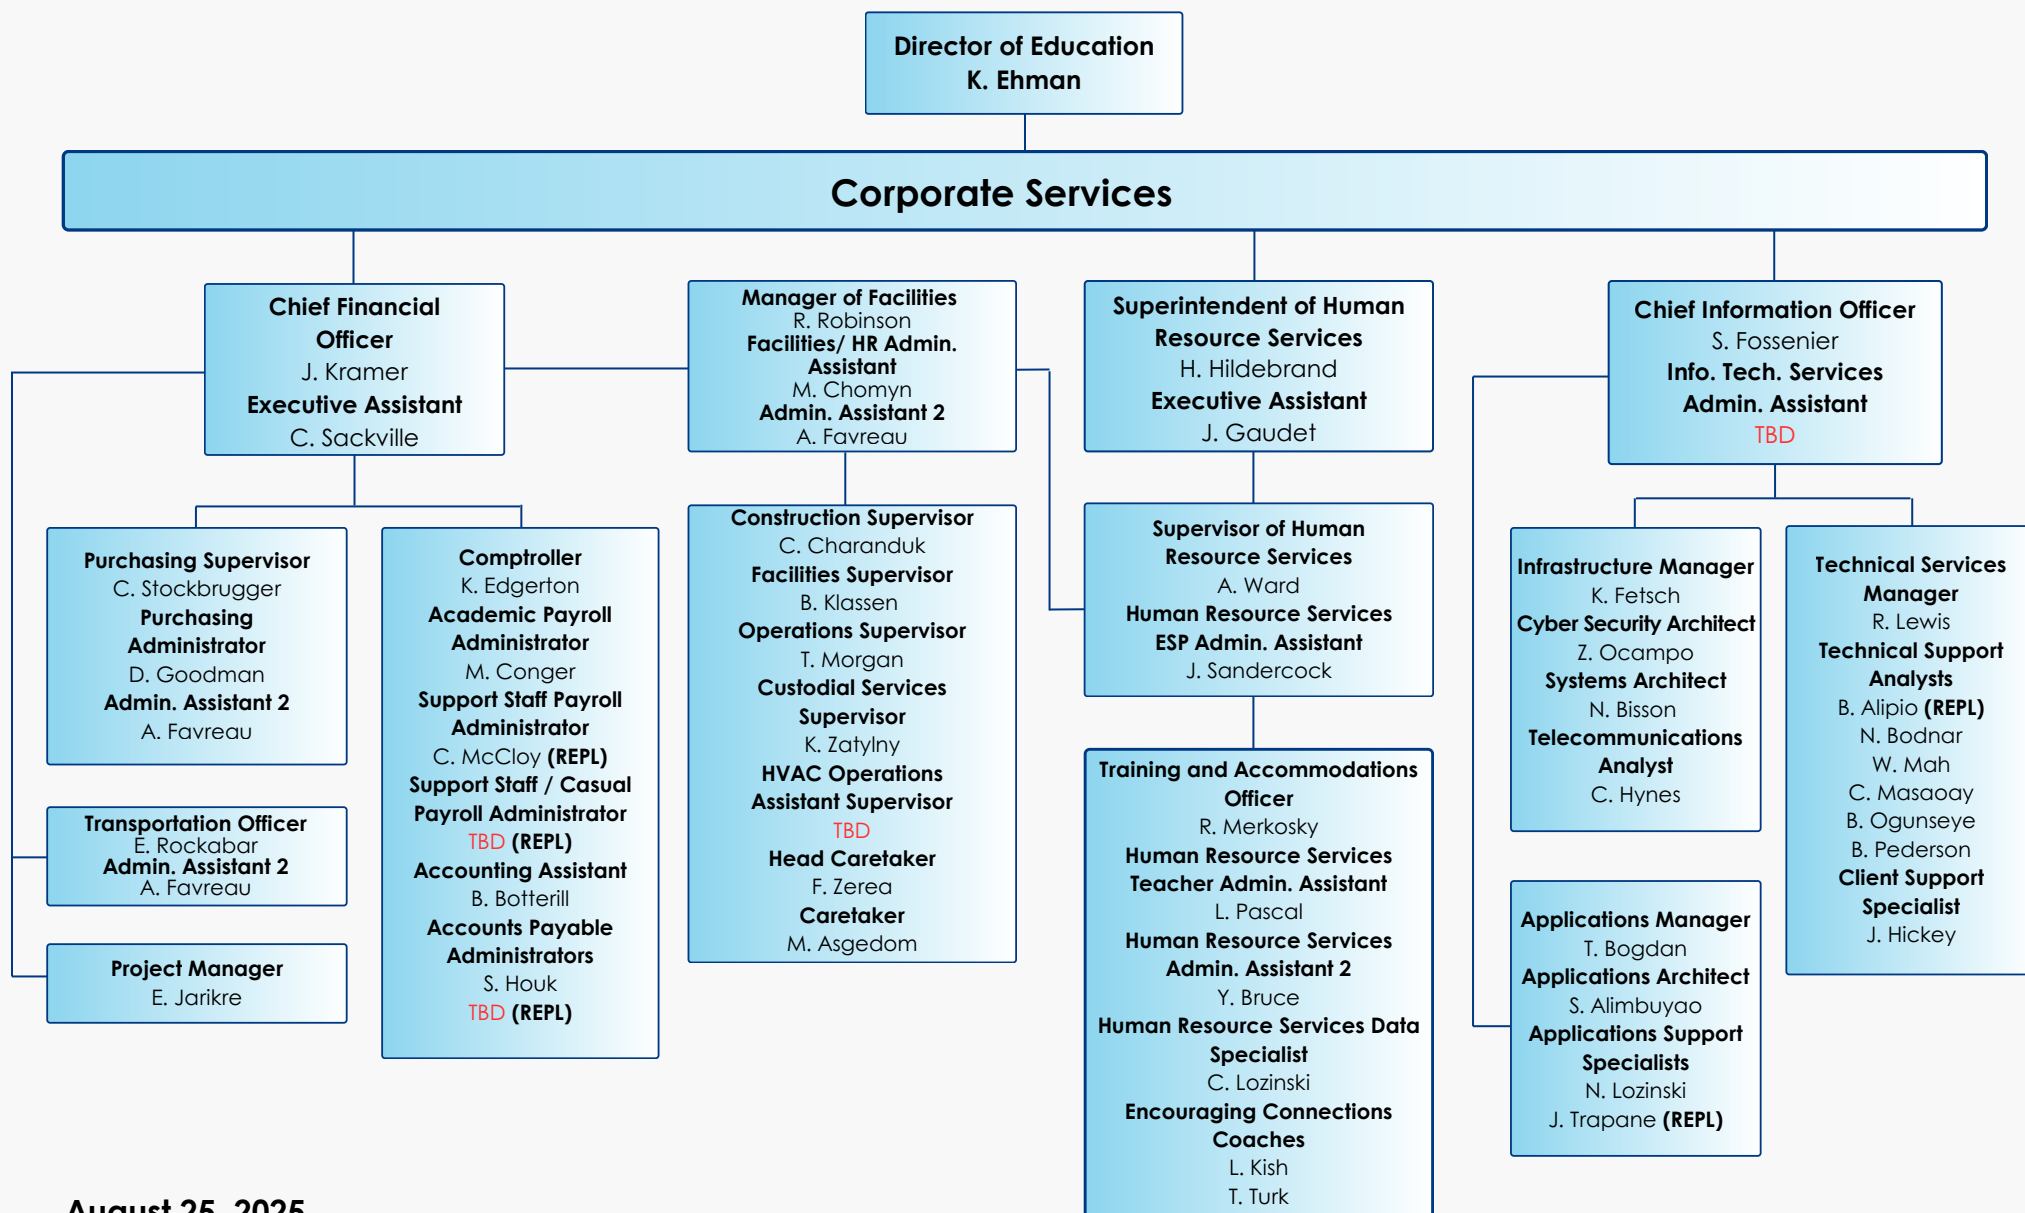 Director of Education
K. Ehman
Corporate Services
Chief Financial
Officer
J. Kramer
Executive Assistant
C. Sackville
Manager of Facilities
R. Robinson
Facilities/ HR Admin.
Assistant
M. Chomyn
Admin. Assistant 2
A. Favreau
Superintendent of Human
Resource Services
H. Hildebrand
Executive Assistant
J. Gaudet
Chief Information Officer
S. Fossenier
Info. Tech. Services
Admin. Assistant
TBD
Purchasing Supervisor
C. Stockbrugger
Purchasing
Administrator
D. Goodman
Admin. Assistant 2
A. Favreau
Transportation Officer
E. Rockabar
Admin. Assistant 2
A. Favreau
Project Manager
E. Jarikre
Comptroller
K. Edgerton
Academic Payroll
Administrator
M. Conger
Support Staff Payroll
Administrator
C. McCloy (REPL)
Support Staff / Casual
Payroll Administrator
TBD (REPL)
Accounting Assistant
B. Botterill
Accounts Payable
Administrators
S. Houk
TBD (REPL)
Construction Supervisor
C. Charanduk
Facilities Supervisor
B. Klassen
Operations Supervisor
T. Morgan
Custodial Services
Supervisor
K. Zatylny
HVAC Operations
Assistant Supervisor
TBD
Head Caretaker
F. Zerea
Caretaker
M. Asgedom
Supervisor of Human
Resource Services
A. Ward
Human Resource Services
ESP Admin. Assistant
J. Sandercock
Training and Accommodations
Officer
R. Merkosky
Human Resource Services
Teacher Admin. Assistant
L. Pascal
Human Resource Services
Admin. Assistant 2
Y. Bruce
Human Resource Services Data
Specialist
C. Lozinski
Encouraging Connections
Coaches
L. Kish
T. Turk
Infrastructure Manager
K. Fetsch
Cyber Security Architect
Z. Ocampo
Systems Architect
N. Bisson
Telecommunications
Analyst
C. Hynes
Applications Manager
T. Bogdan
Applications Architect
S. Alimbuyao
Applications Support
Specialists
N. Lozinski
J. Trapane (REPL)
Technical Services
Manager
R. Lewis
Technical Support
Analysts
B. Alipio (REPL)
N. Bodnar
W. Mah
C. Masaoay
B. Ogunseye
B. Pederson
Client Support
Specialist
J. Hickey
August 25, 2025